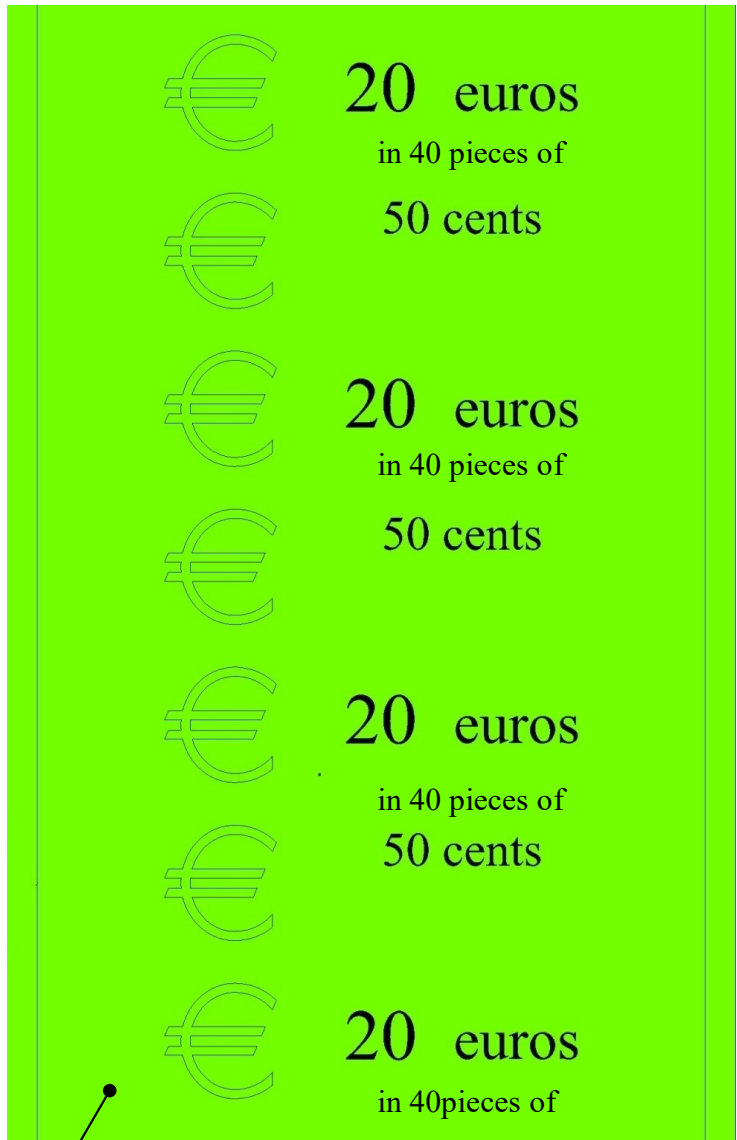 € 20 euros
in 40 pieces of
€ 50 cents
€ 20 euros
in 40 pieces of
€ 50 cents
€ 20 euros
in 40 pieces of
€ 50 cents
€ 20 euros
in 40pieces of